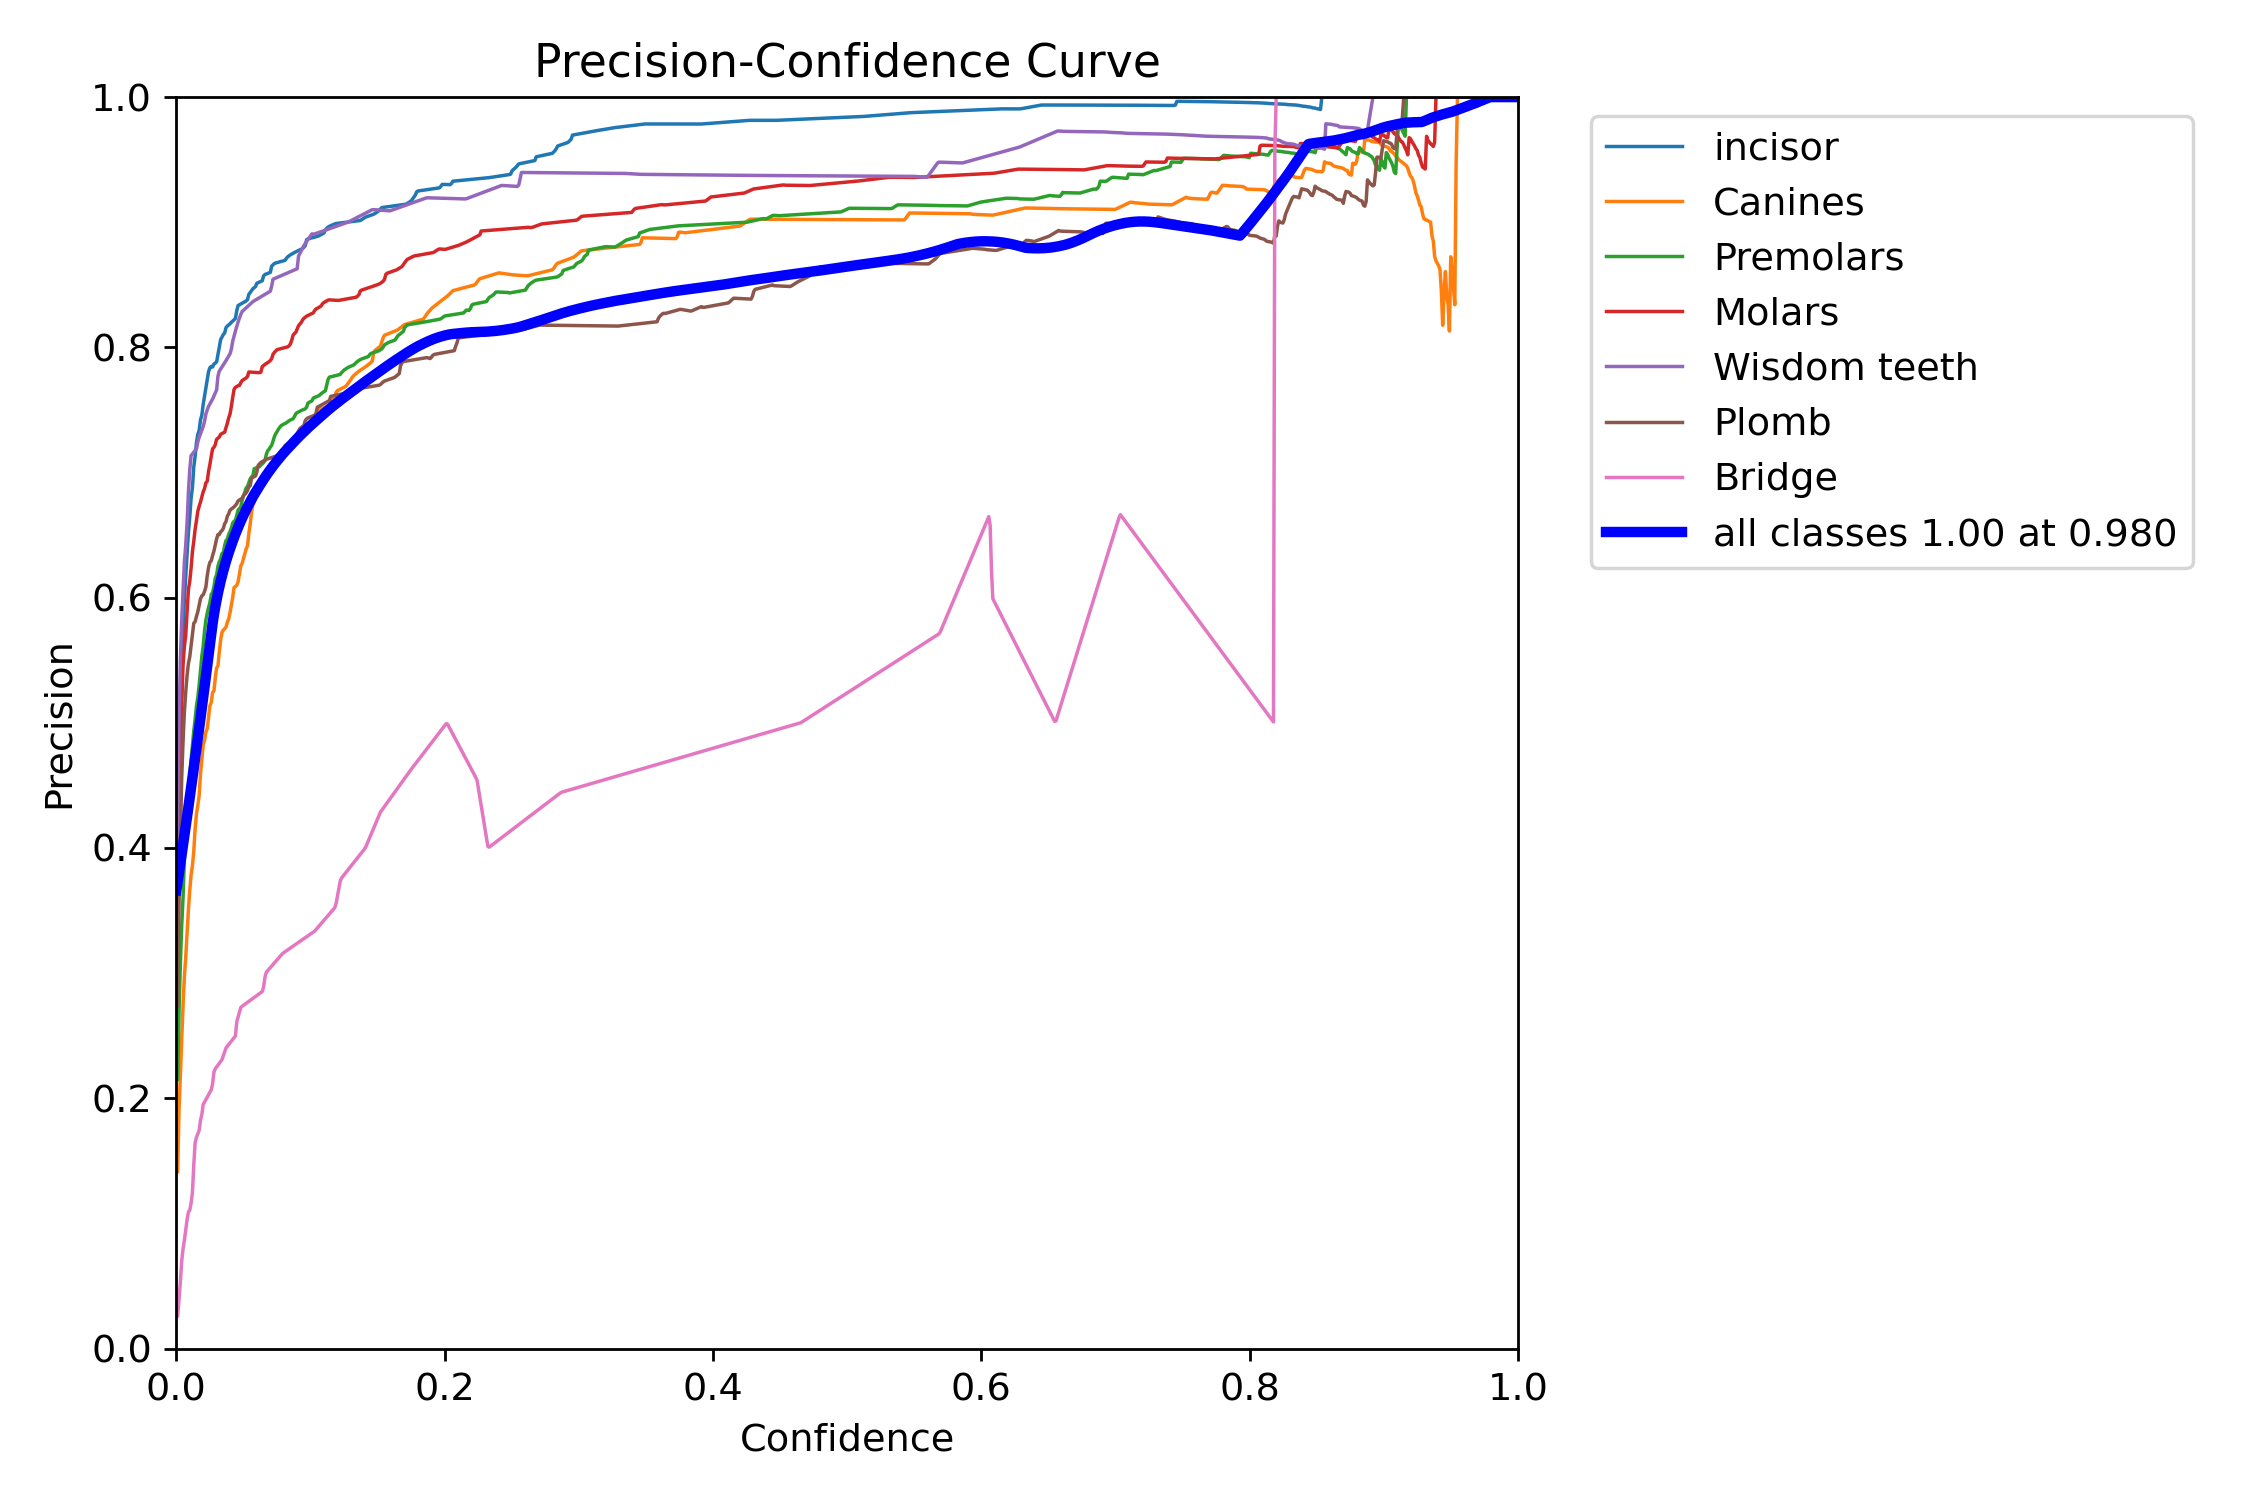 Precision-Confidence Curve
1.0
0.8
0.6
0.4
0.2
0.0
Precision
0.0 0.2 0.4 0.6 0.8 1.0
Confidence
incisor
Canines
Premolars
Molars
Wisdom teeth
Plomb
Bridge
all classes 1.00 at 0.980